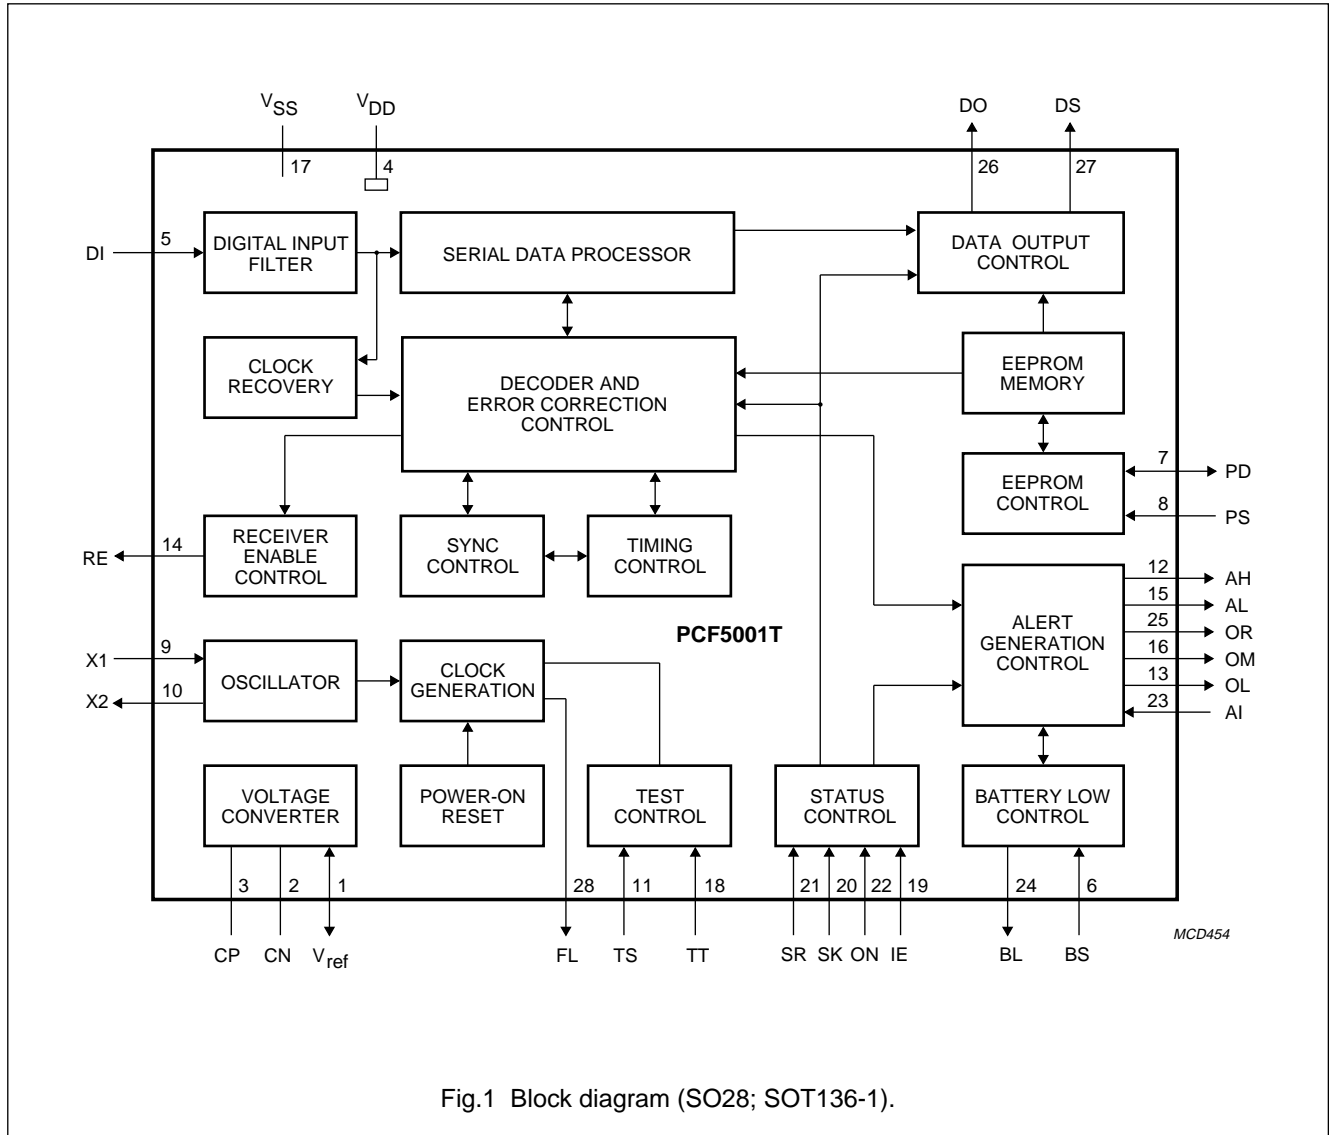 VSS
VDD
DO
DS
17
4
26
27
DI
5
DIGITAL INPUT
FILTER
SERIAL DATA PROCESSOR
DATA OUTPUT
CONTROL
CLOCK
RECOVERY
DECODER AND
ERROR CORRECTION
CONTROL
EEPROM
MEMORY
EEPROM
CONTROL
7
PD
8
PS
RE
14
RECEIVER
ENABLE
CONTROL
SYNC
CONTROL
TIMING
CONTROL
PCF5001T
ALERT
GENERATION
CONTROL
12
AH
15
AL
25
OR
16
OM
13
OL
23
AI
X1
9
X2
10
OSCILLATOR
CLOCK
GENERATION
VOLTAGE
CONVERTER
POWER-ON
RESET
TEST
CONTROL
STATUS
CONTROL
BATTERY LOW
CONTROL
3
2
1
28
11
18
21
20
22
19
24
6
CP
CN
Vref
FL
TS
TT
SR
SK
ON
IE
BL
BS
MCD454
Fig.1 Block diagram (SO28; SOT136-1).